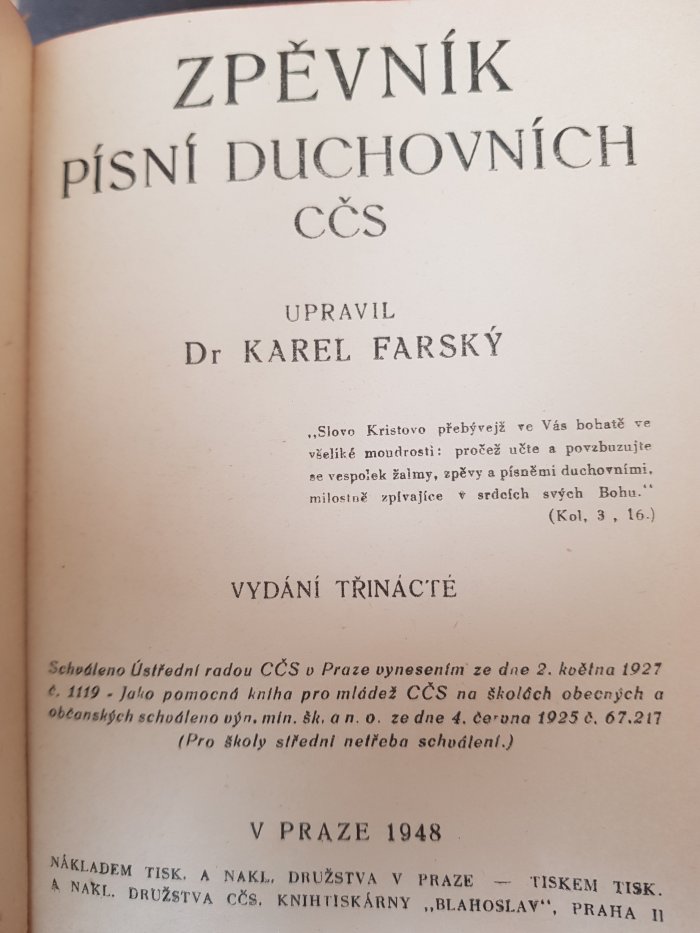 ZPĚVNÍK
PÍSNÍ DUCHOVNÍCH
CČS
UPRAVIL
Dr KAREL FARSKÝ
„Slovo Kristovo přebývejž ve Vás bohatě ve
všeliké moudrosti: pročež učte a povzbuzujte
se vespolek žalmy, zpěvy a písněmi duchovními,
milostně zpívajíce v srdcích svých Bohu.“
(Kol, 3 , 16.)
VYDÁNÍ TŘINÁCTÉ
Schváleno Ústřední radou CČS v Praze vynesením ze dne 2. května 1927
č. 1119 - Jako pomocná kniha pro mládež CČS na školách obecných a
občanských schváleno výn. min. šk. a n. o. ze dne 4. června 1925 č. 67.217
(Pro školy střední netřeba schválení.)
V PRAZE 1948
NÁKLADEM TISK. A NAKL. DRUŽSTVA V PRAZE — TISKEM TISK.
A NAKL. DRUŽSTVA CČS. KNIHTISKÁRNY „BLAHOSLAV“, PRAHA II